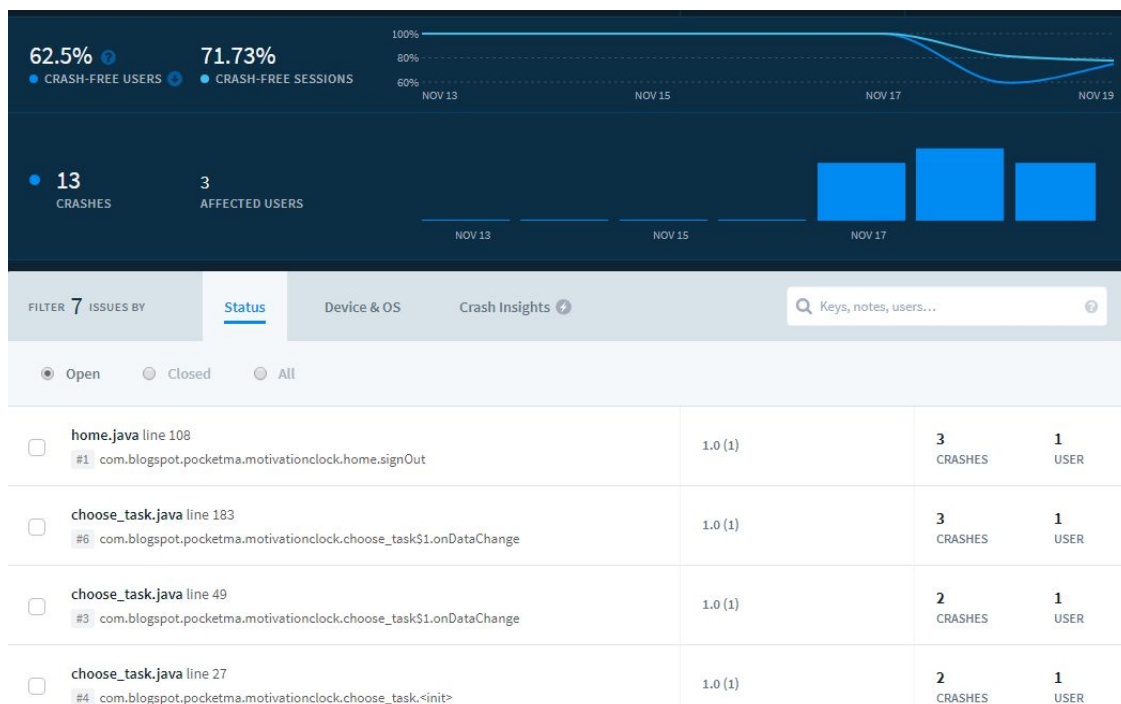 62.5% ?
CRASH-FREE USERS
71.73%
CRASH-FREE SESSIONS
100%
80%
60%
NOV 13
NOV 15
NOV 17
NOV 19
13
CRASHES
3
AFFECTED USERS
NOV 13
NOV 15
NOV 17
FILTER 7 ISSUES BY
Status
Device & OS
Crash Insights
Keys, notes, users...
?
Open
Closed
All
home.java line 108
#1 com.blogspot.pocketma.motivationclock.home.signOut
1.0 (1)
3
CRASHES
1
USER
choose_task.java line 183
#6 com.blogspot.pocketma.motivationclock.choose_task$1.onDataChange
1.0 (1)
3
CRASHES
1
USER
choose_task.java line 49
#3 com.blogspot.pocketma.motivationclock.choose_task$1.onDataChange
1.0 (1)
2
CRASHES
1
USER
choose_task.java line 27
#4 com.blogspot.pocketma.motivationclock.choose_task.<init>
1.0 (1)
2
CRASHES
1
USER